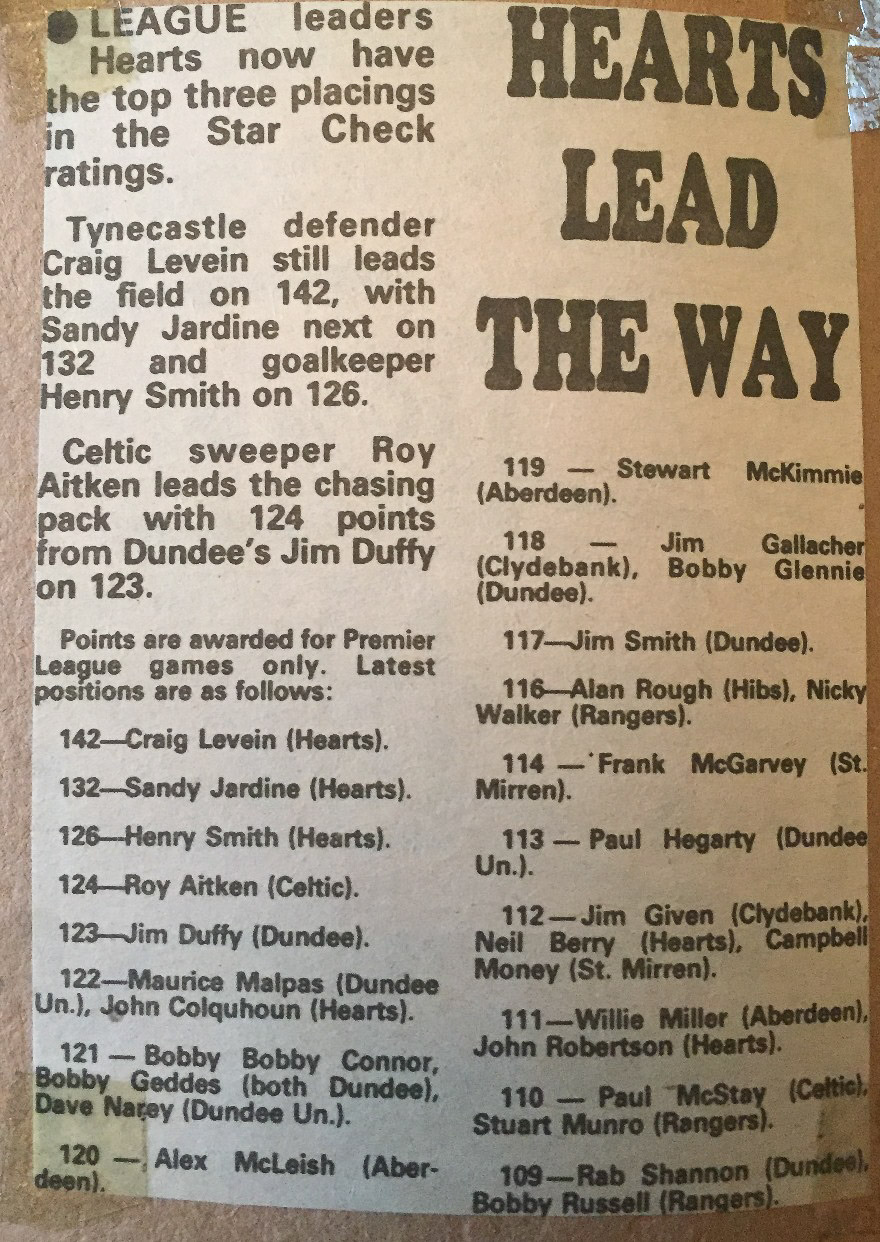 ● LEAGUE leaders
Hearts now have
the top three placings
in the Star Check
ratings.
Tynecastle defender
Craig Levein still leads
the field on 142, with
Sandy Jardine next on
132 and goalkeeper
Henry Smith on 126.
Celtic sweeper Roy
Aitken leads the chasing
pack with 124 points
from Dundee's Jim Duffy
on 123.
Points are awarded for Premier
League games only. Latest
positions are as follows:
142—Craig Levein (Hearts).
132—Sandy Jardine (Hearts).
126—Henry Smith (Hearts).
124—Roy Aitken (Celtic).
123—Jim Duffy (Dundee).
122—Maurice Malpas (Dundee
Un.), John Colquhoun (Hearts).
121 — Bobby Bobby Connor,
Bobby Geddes (both Dundee),
Dave Narey (Dundee Un.).
120 — Alex McLeish (Aber-
deen).
HEARTS
LEAD
THE WAY
119 — Stewart McKimmie
(Aberdeen).
118 — Jim Gallacher
(Clydebank), Bobby Glennie
(Dundee).
117—Jim Smith (Dundee).
116—Alan Rough (Hibs), Nicky
Walker (Rangers).
114 — Frank McGarvey (St.
Mirren).
113 — Paul Hegarty (Dundee
Un.).
112—Jim Given (Clydebank),
Neil Berry (Hearts), Campbell
Money (St. Mirren).
111—Willie Miller (Aberdeen),
John Robertson (Hearts).
110 — Paul McStay (Celtic),
Stuart Munro (Rangers).
109—Rab Shannon (Dundee),
Bobby Russell (Rangers).